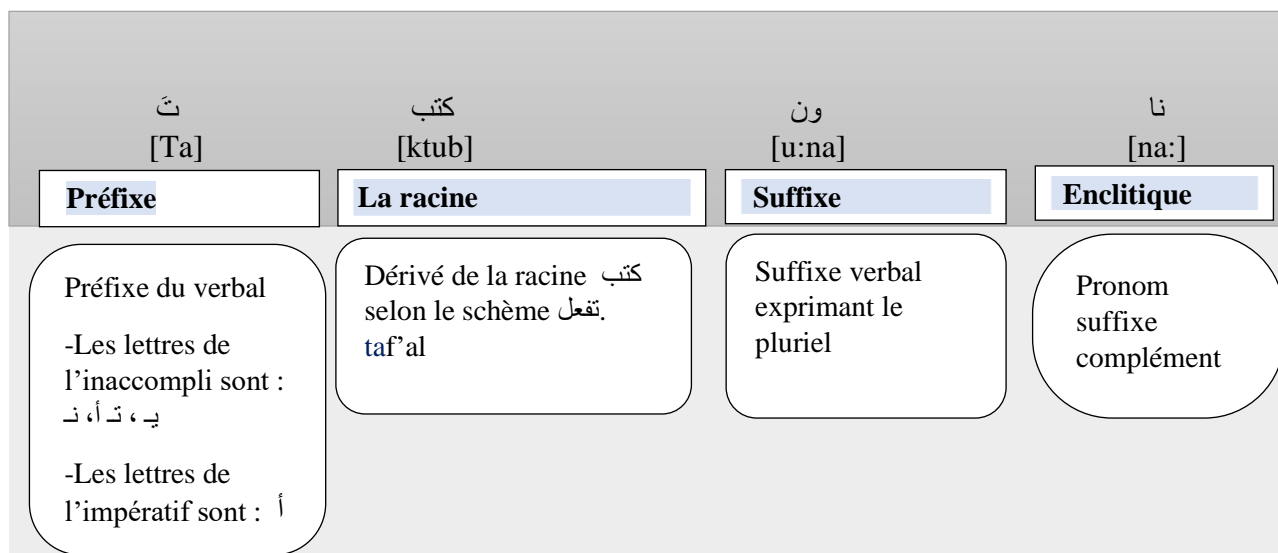 تَ
[Ta]
Préfixe
كتب
[ktub]
La racine
ون
[u:na]
Suffixe
نا
[na:]
Enclitique
Préfixe du verbal
-Les lettres de
l’inaccompli sont :
يـ ، تـ أ، نـ
-Les lettres de
l’impératif sont : أ
Dérivé de la racine كتب
selon le schème تفعل.
taf’al
Suffixe verbal
exprimant le
pluriel
Pronom
suffixe
complément